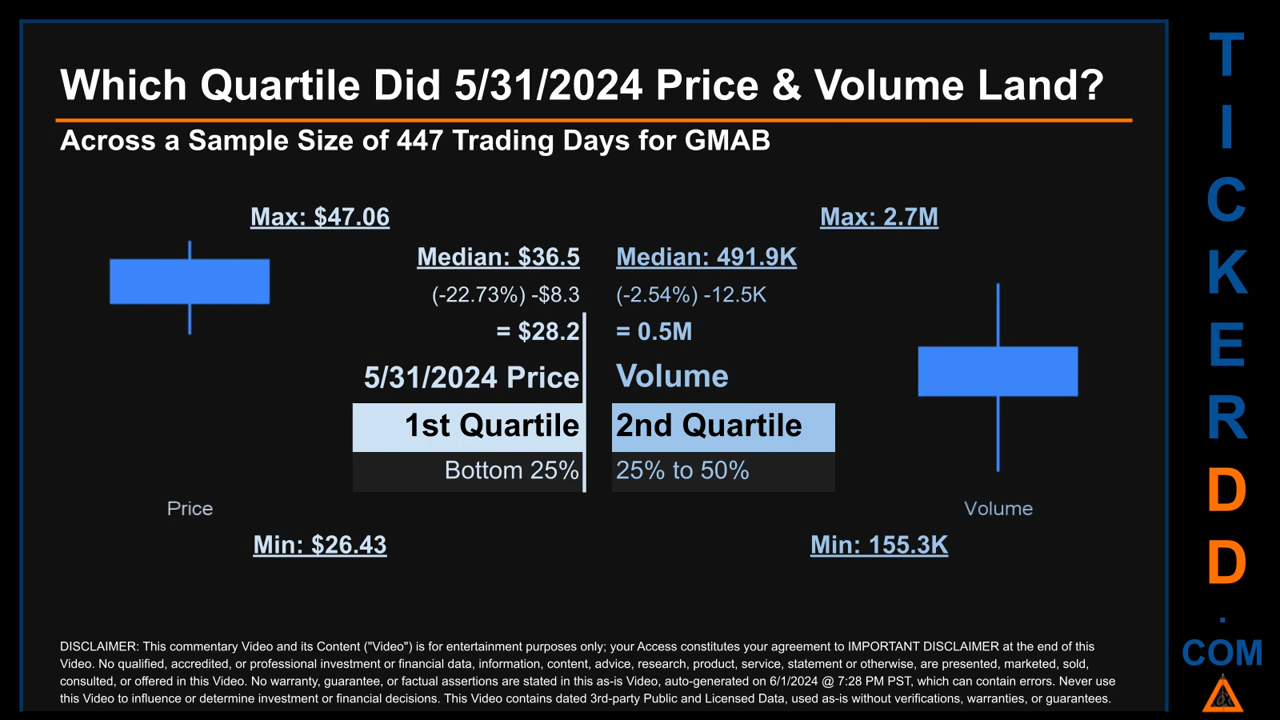 Which Quartile Did 5/31/2024 Price & Volume Land?
Across a Sample Size of 447 Trading Days for GMAB
Max: $47.06
Max: 2.7M
Median: $36.5
Median: 491.9K
(-22.73%) -$8.3
(-2.54%) -12.5K
= $28.2
= 0.5M
5/31/2024 Price
Volume
1st Quartile
2nd Quartile
Bottom 25%
25% to 50%
Price
Volume
Min: $26.43
Min: 155.3K
DISCLAIMER: This commentary Video and its Content ("Video") is for entertainment purposes only; your Access constitutes your agreement to IMPORTANT DISCLAIMER at the end of this
Video. No qualified, accredited, or professional investment or financial data, information, content, advice, research, product, service, statement or otherwise, are presented, marketed, sold,
consulted, or offered in this Video. No warranty, guarantee, or factual assertions are stated in this as-is Video, auto-generated on 6/1/2024 @ 7:28 PM PST, which can contain errors. Never use
this Video to influence or determine investment or financial decisions. This Video contains dated 3rd-party Public and Licensed Data, used as-is without verifications, warranties, or guarantees.
T
I
C
K
E
R
D
D
.
COM